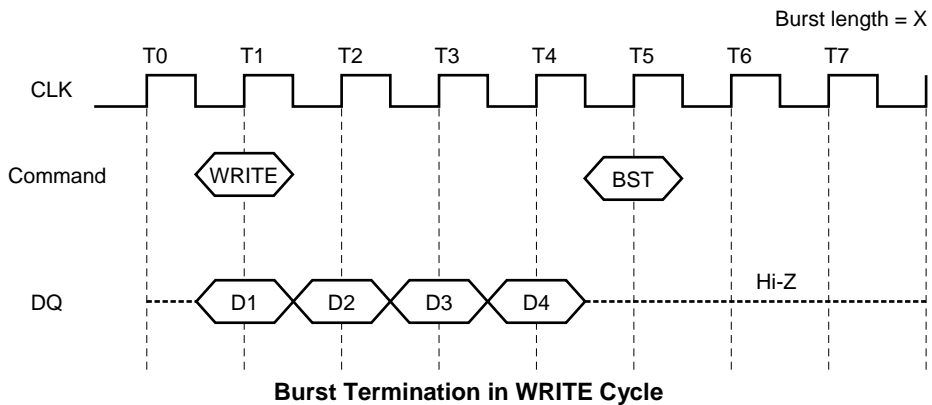 Burst length = X
T0 T1 T2 T3 T4 T5 T6 T7
CLK
Command WRITE BST
Hi-Z
DQ D1 D2 D3 D4
Burst Termination in WRITE Cycle